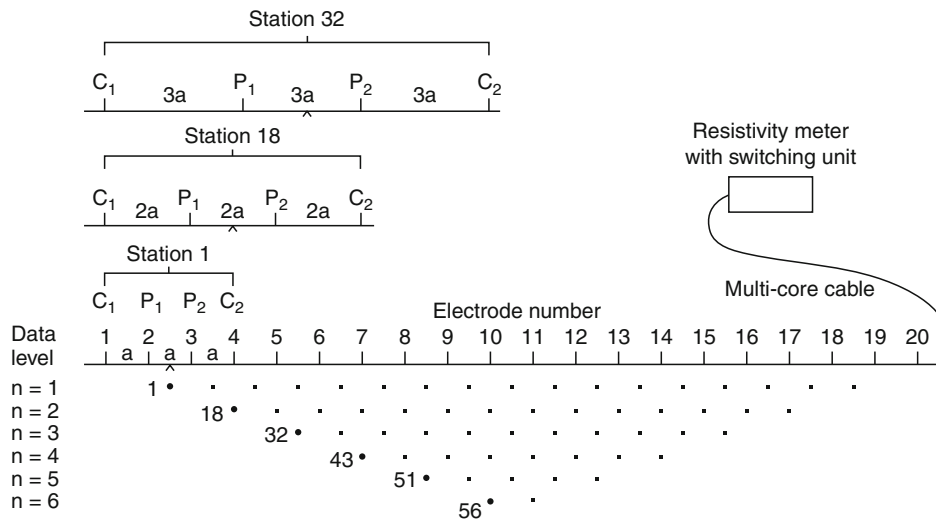 Station 32
C₁ P₁ P₂ C₂
3a 3a 3a
Station 18
C₁ P₁ P₂ C₂
2a 2a 2a
Resistivity meter
with switching unit
Station 1
C₁ P₁ P₂ C₂
Multi-core cable
Electrode number
Data
level
1 2 3 4 5 6 7 8 9 10 11 12 13 14 15 16 17 18 19 20
a a a
n = 1 1
n = 2 18
n = 3 32
n = 4 43
n = 5 51
n = 6 56